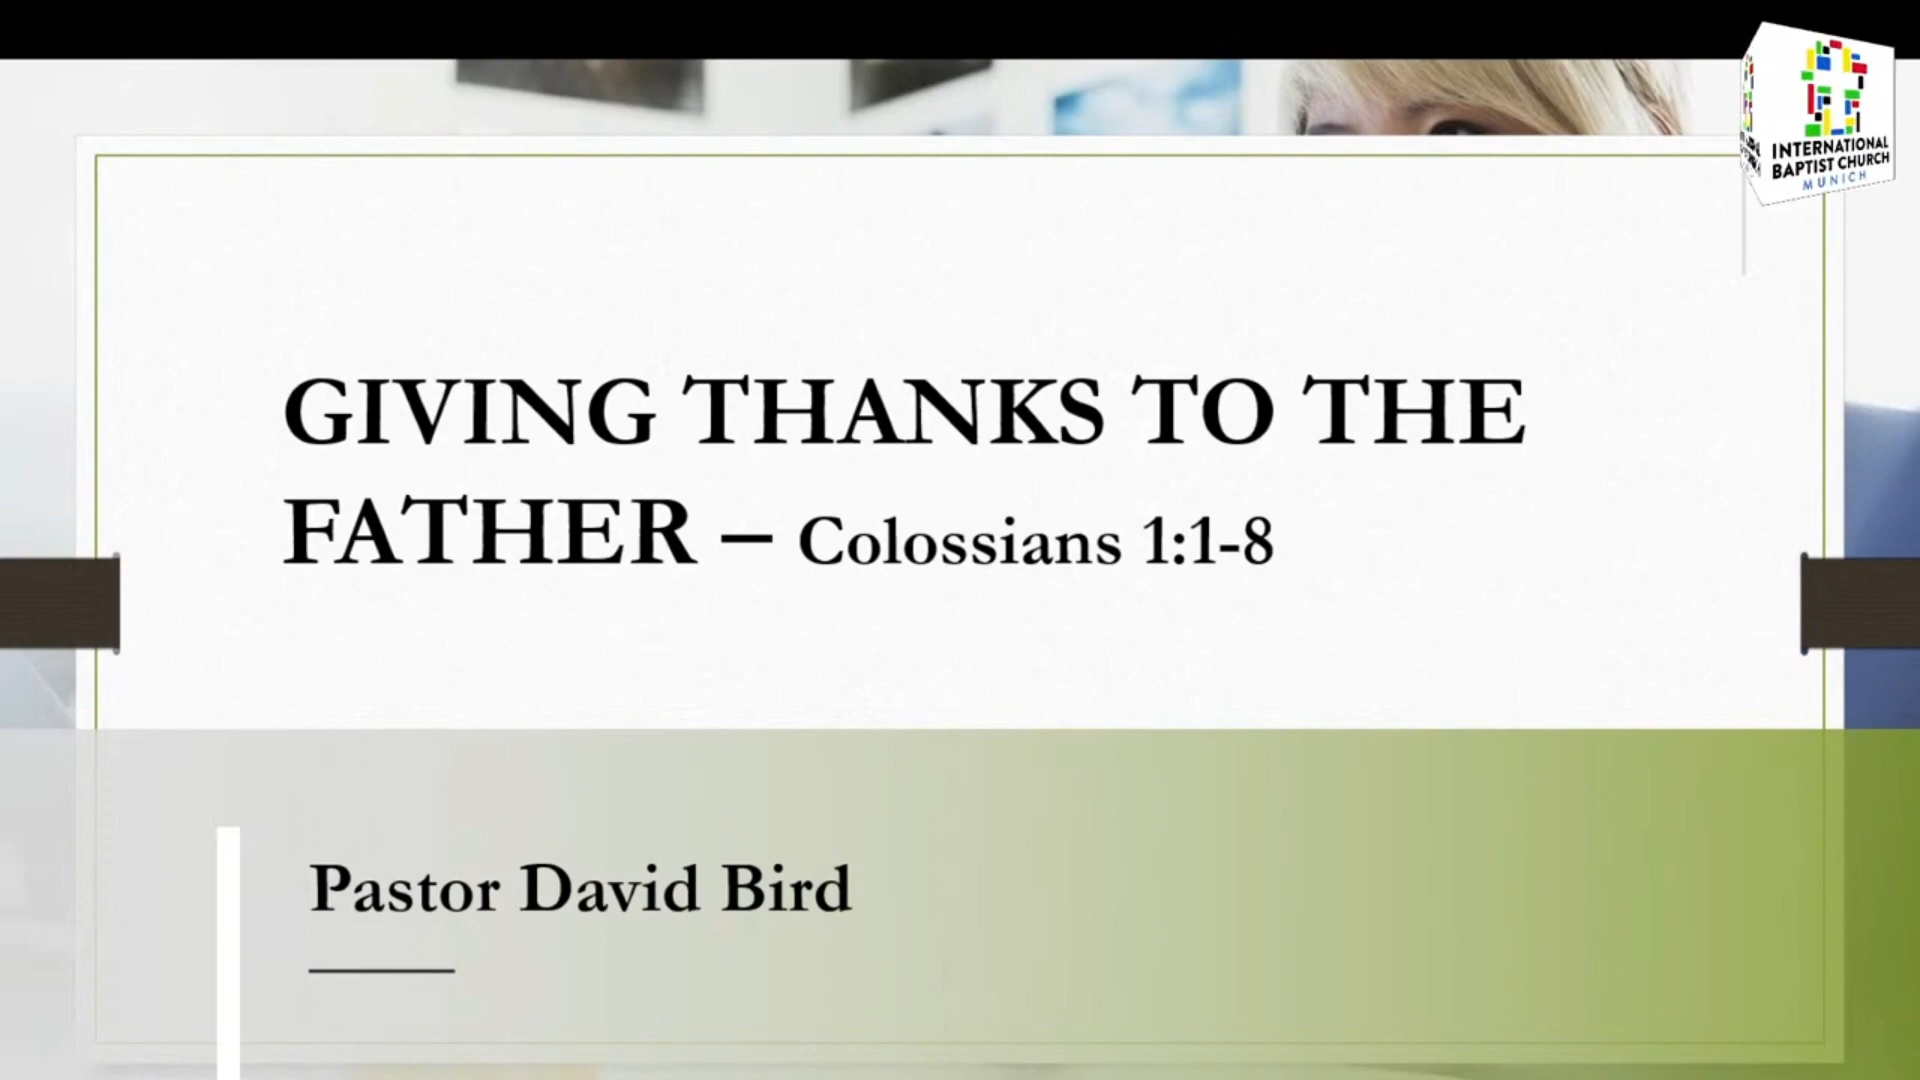 INTERNATIONAL
BAPTIST CHURCH
MUNICH
GIVING THANKS TO THE
FATHER – Colossians 1:1-8
Pastor David Bird